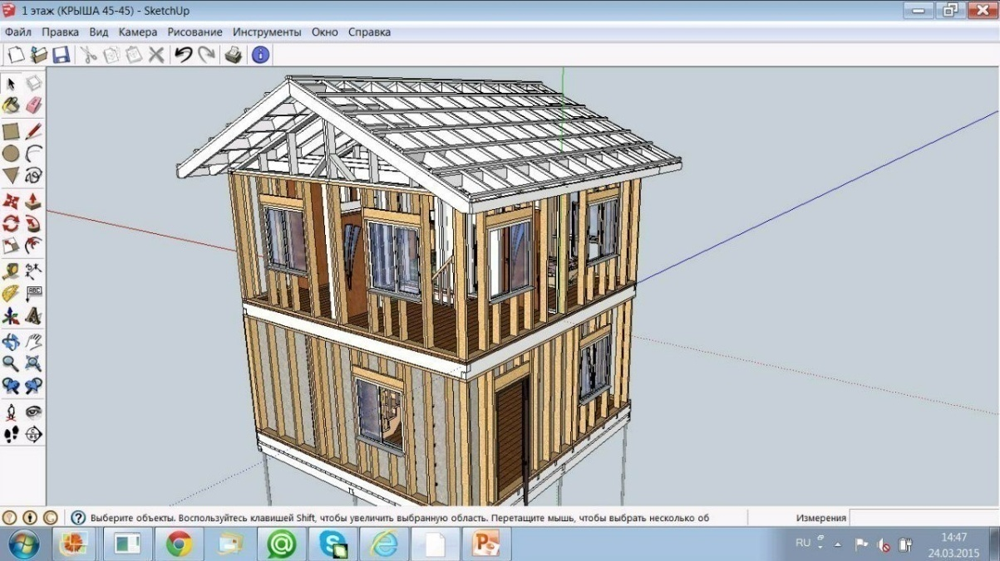 1 этаж (КРЫША 45-45) - SketchUp
Файл Правка Вид Камера Рисование Инструменты Окно Справка
ABC
Выберите объекты. Воспользуйтесь клавишей Shift, чтобы увеличить выбранную область. Перетащите мышь, чтобы выбрать несколько об
Измерения
RU
14:47
24.03.2015